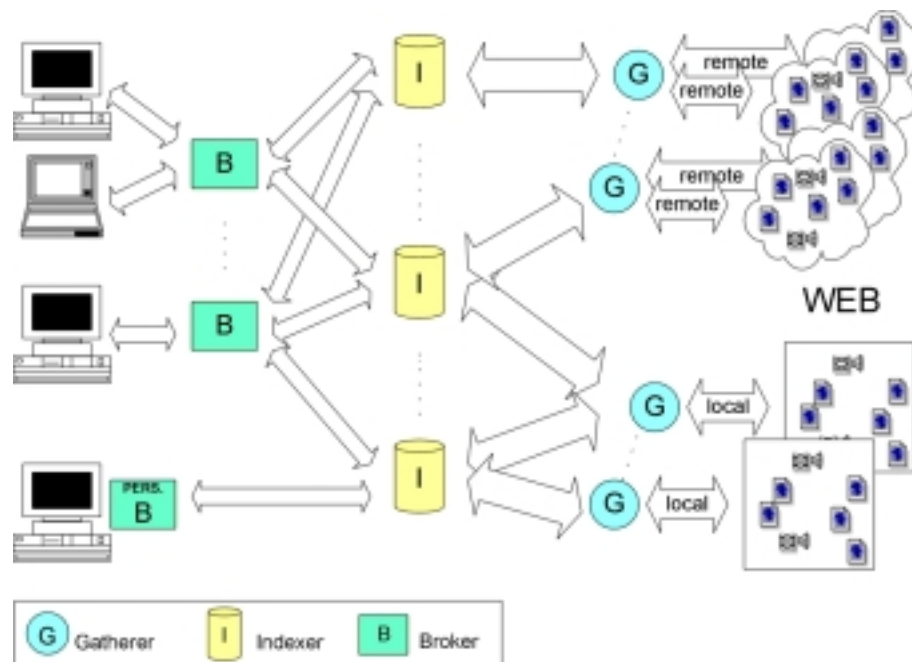 I
G
remote
remote
B
G
remote
remote
I
B
WEB
G
local
PERS.
B
I
G
local
G Gatherer
I Indexer
B Broker